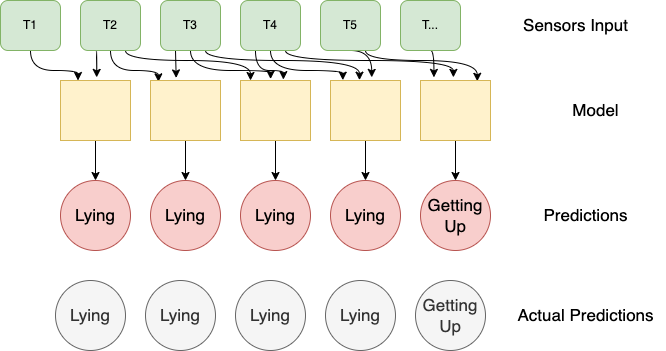 T1 T2 T3 T4 T5 T... Sensors Input
Model
Lying Lying Lying Lying Getting Up Predictions
Lying Lying Lying Lying Getting Up Actual Predictions